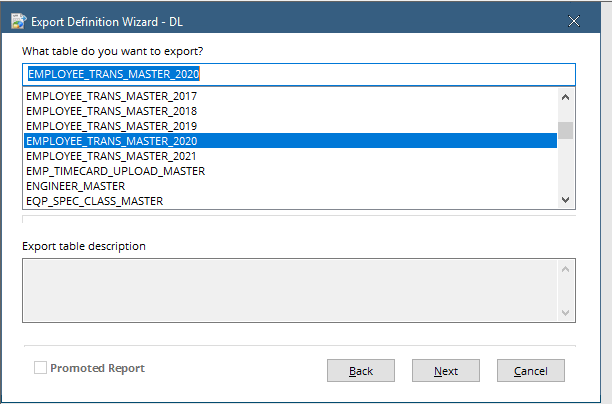 Export Definition Wizard - DL
What table do you want to export?
EMPLOYEE_TRANS_MASTER_2020
EMPLOYEE_TRANS_MASTER_2017
EMPLOYEE_TRANS_MASTER_2018
EMPLOYEE_TRANS_MASTER_2019
EMPLOYEE_TRANS_MASTER_2020
EMPLOYEE_TRANS_MASTER_2021
EMP_TIMECARD_UPLOAD_MASTER
ENGINEER_MASTER
EQP_SPEC_CLASS_MASTER
Export table description
Promoted Report
Back Next Cancel